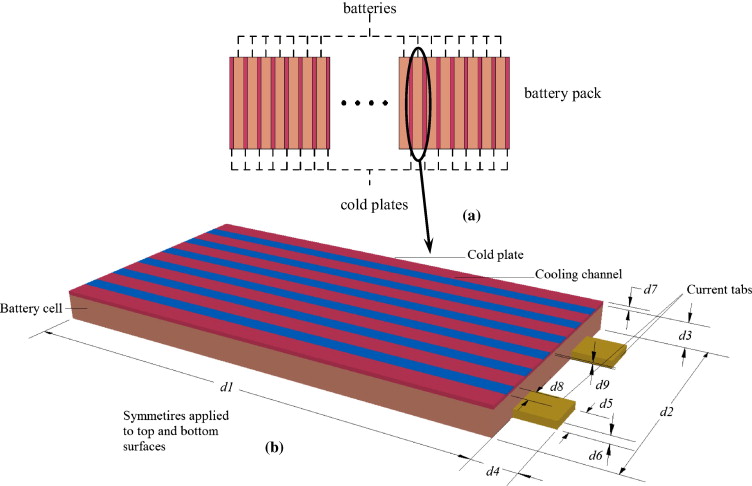 batteries
battery pack
cold plates
(a)
Cold plate
Cooling channel
d7
Current tabs
Battery cell
d3
d1
d8
d9
d5
d2
Symmetires applied
to top and bottom
surfaces
(b)
d6
d4